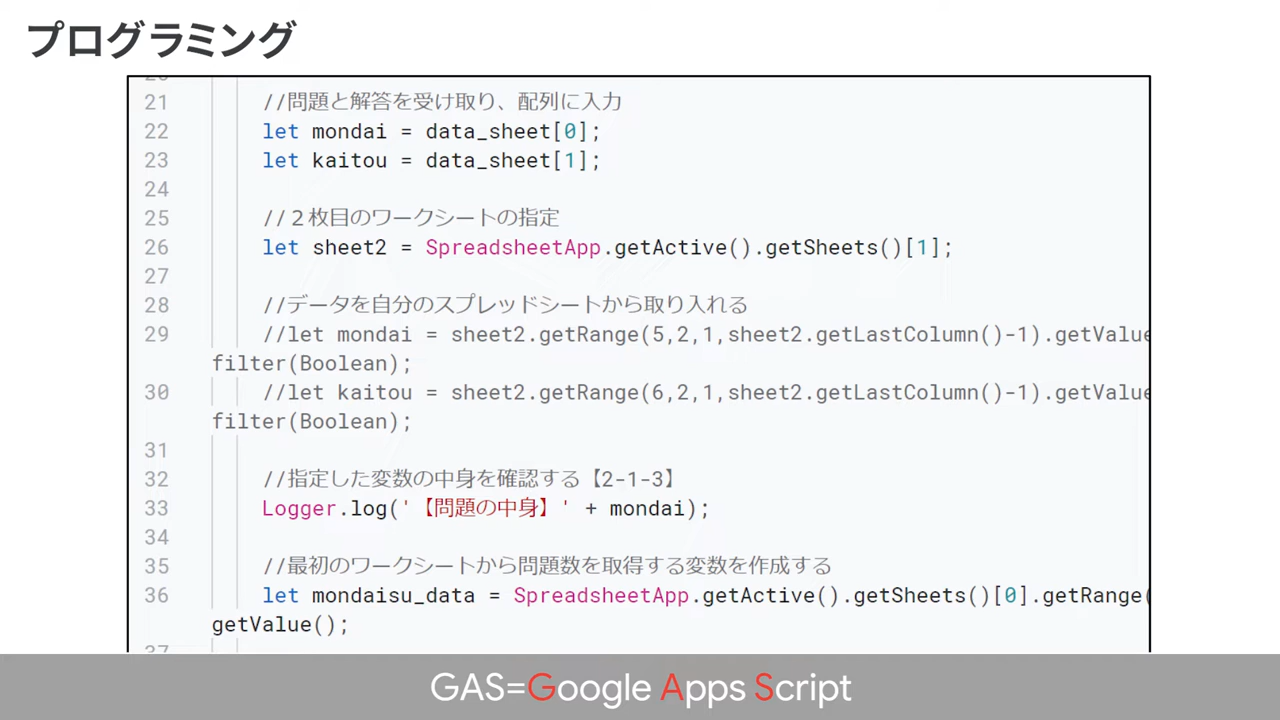 プログラミング
21 //問題と解答を受け取り、配列に入力
22 let mondai = data_sheet[0];
23 let kaitou = data_sheet[1];
24
25 //２枚目のワークシートの指定
26 let sheet2 = SpreadsheetApp.getActive().getSheets()[1];
27
28 //データを自分のスプレッドシートから取り入れる
29 //let mondai = sheet2.getRange(5,2,1,sheet2.getLastColumn()-1).getValue
filter(Boolean);
30 //let kaitou = sheet2.getRange(6,2,1,sheet2.getLastColumn()-1).getValue
filter(Boolean);
31
32 //指定した変数の中身を確認する【2-1-3】
33 Logger.log('【問題の中身】' + mondai);
34
35 //最初のワークシートから問題数を取得する変数を作成する
36 let mondaisu_data = SpreadsheetApp.getActive().getSheets()[0].getRange(
getValue();
GAS=Google Apps Script